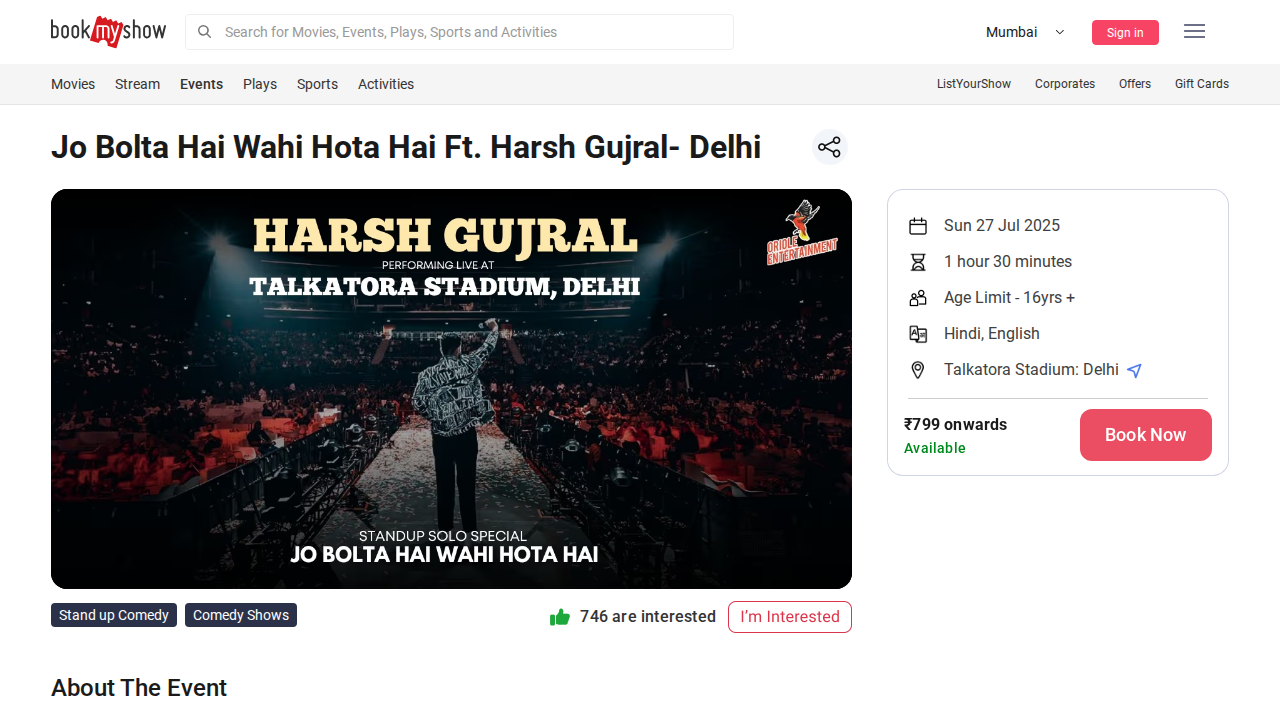 bookmyshow
Search for Movies, Events, Plays, Sports and Activities
Mumbai
Sign in
Movies Stream Events Plays Sports Activities
ListYourShow Corporates Offers Gift Cards
Jo Bolta Hai Wahi Hota Hai Ft. Harsh Gujral- Delhi
HARSH GUJRAL
PERFORMING LIVE AT
TALKATORA STADIUM, DELHI
ORIOLE
ENTERTAINMENT
STANDUP SOLO SPECIAL
JO BOLTA HAI WAHI HOTA HAI
Sun 27 Jul 2025
1 hour 30 minutes
Age Limit - 16yrs +
Hindi, English
Talkatora Stadium: Delhi
₹799 onwards
Available
Book Now
Stand up Comedy Comedy Shows
746 are interested
I’m Interested
About The Event